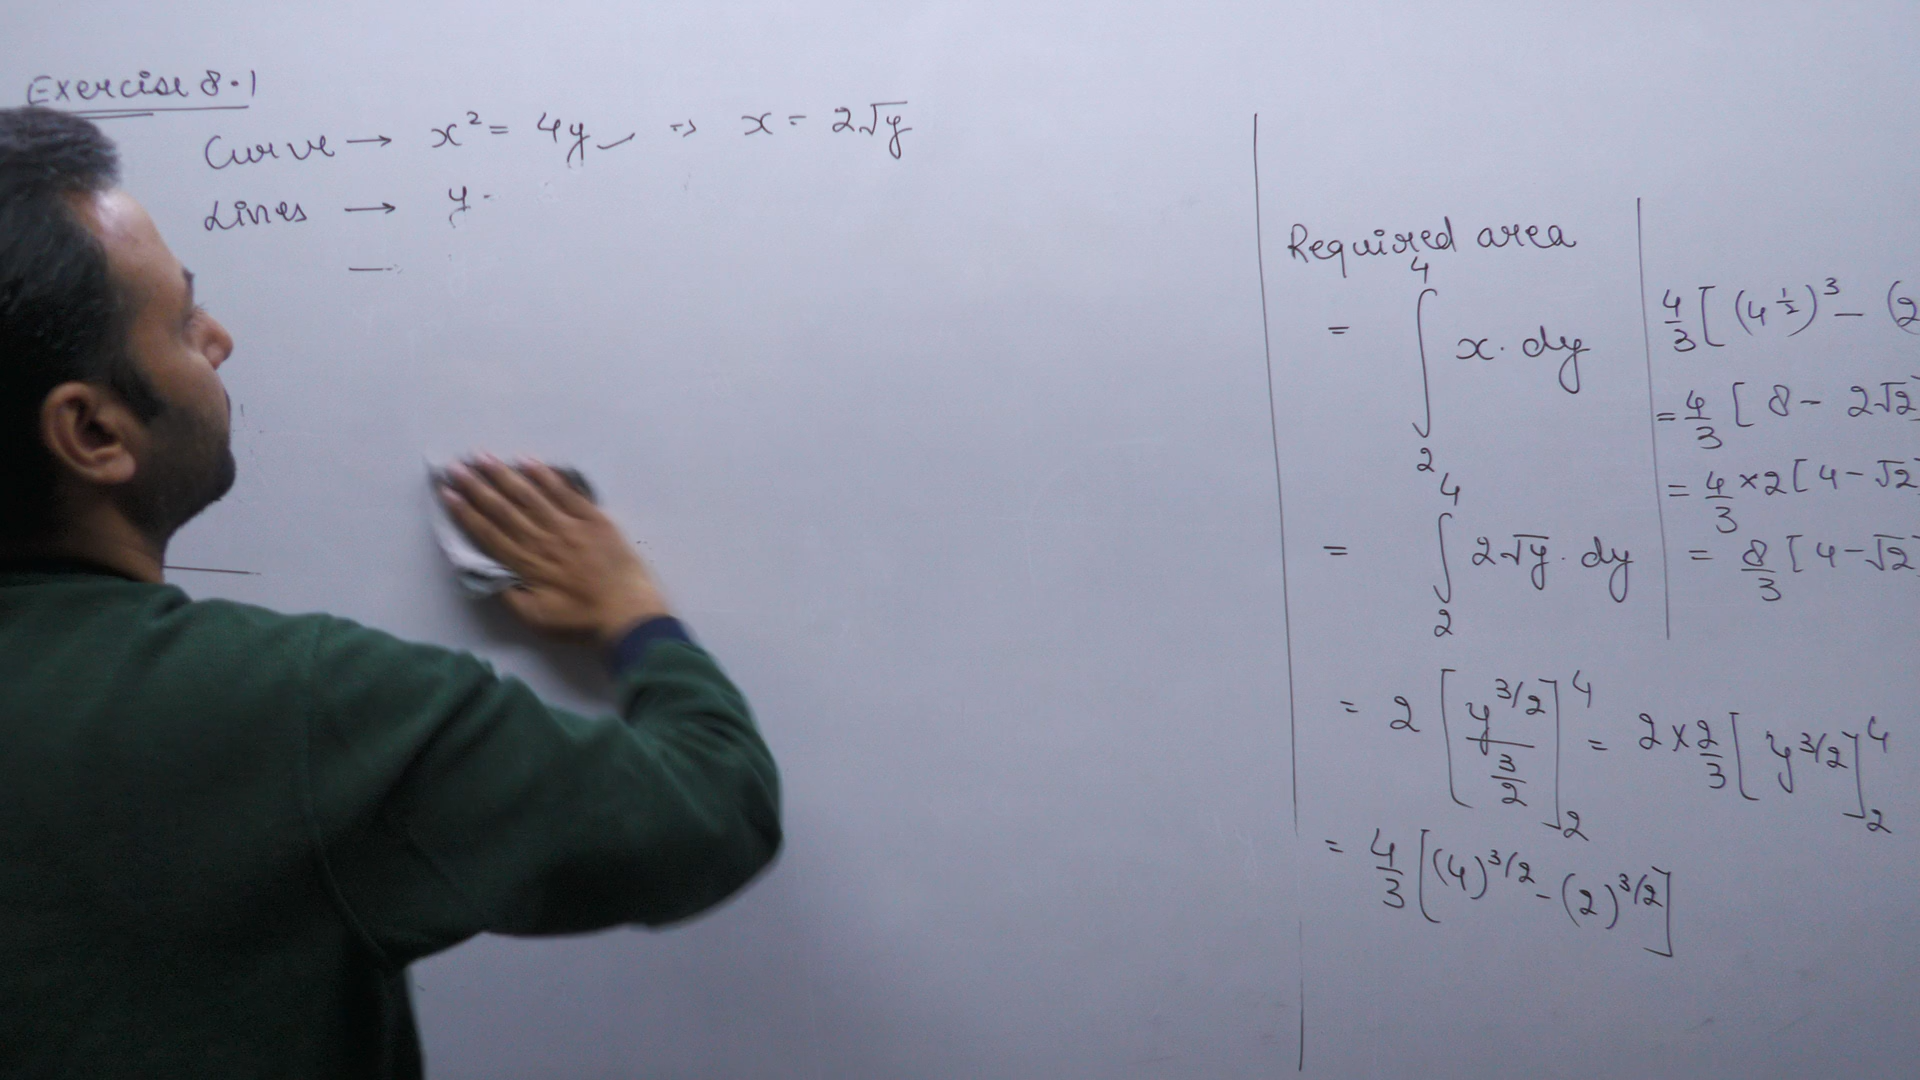 Exercise 8.1
Curve → x² = 4y ⇒ x = 2√y
Lines → y
Required area
= ∫₂⁴ x. dy
= ∫₂⁴ 2√y. dy
= 2 [y^(3/2) / (3/2)]₂⁴ = 2 × 2/3 [y^(3/2)]₂⁴
= 4/3 [(4)^(3/2) - (2)^(3/2)]
4/3 [(4^(1/2))³ - (2
= 4/3 [8 - 2√2]
= 4/3 × 2 [4 - √2]
= 8/3 [4 - √2]